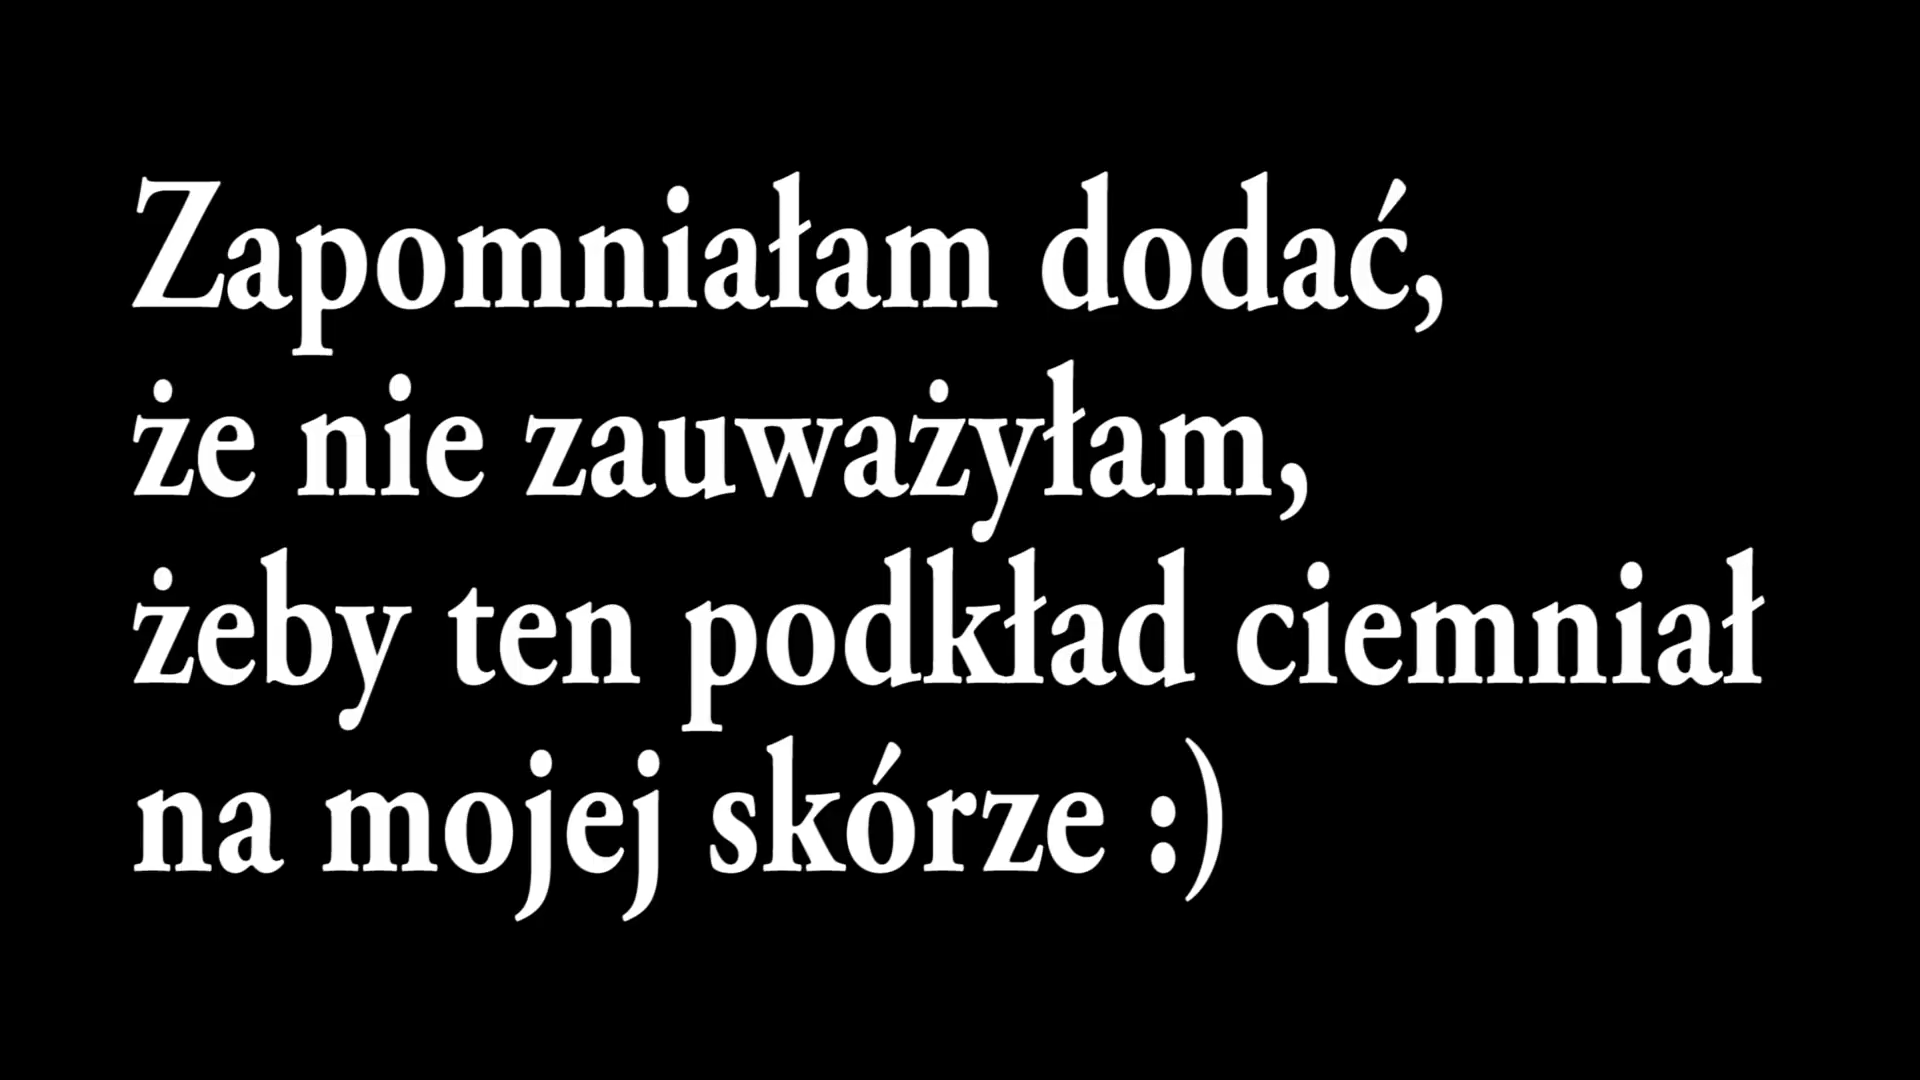 Zapomniałam dodać,
że nie zauważyłam,
żeby ten podkład ciemniał
na mojej skórze :)